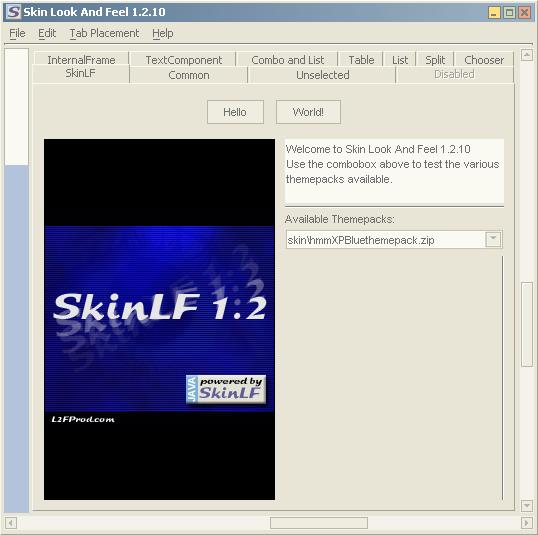 Skin Look And Feel 1.2.10
File Edit Tab Placement Help
InternalFrame TextComponent Combo and List Table List Split Chooser
SkinLF Common Unselected Disabled
Hello World!
Welcome to Skin Look And Feel 1.2.10
Use the combobox above to test the various
themepacks available.
Available Themepacks:
skin\hmmXPBluethemepack.zip
SkinLF 1.2
JAVA powered by
SkinLF
L2FProd.com